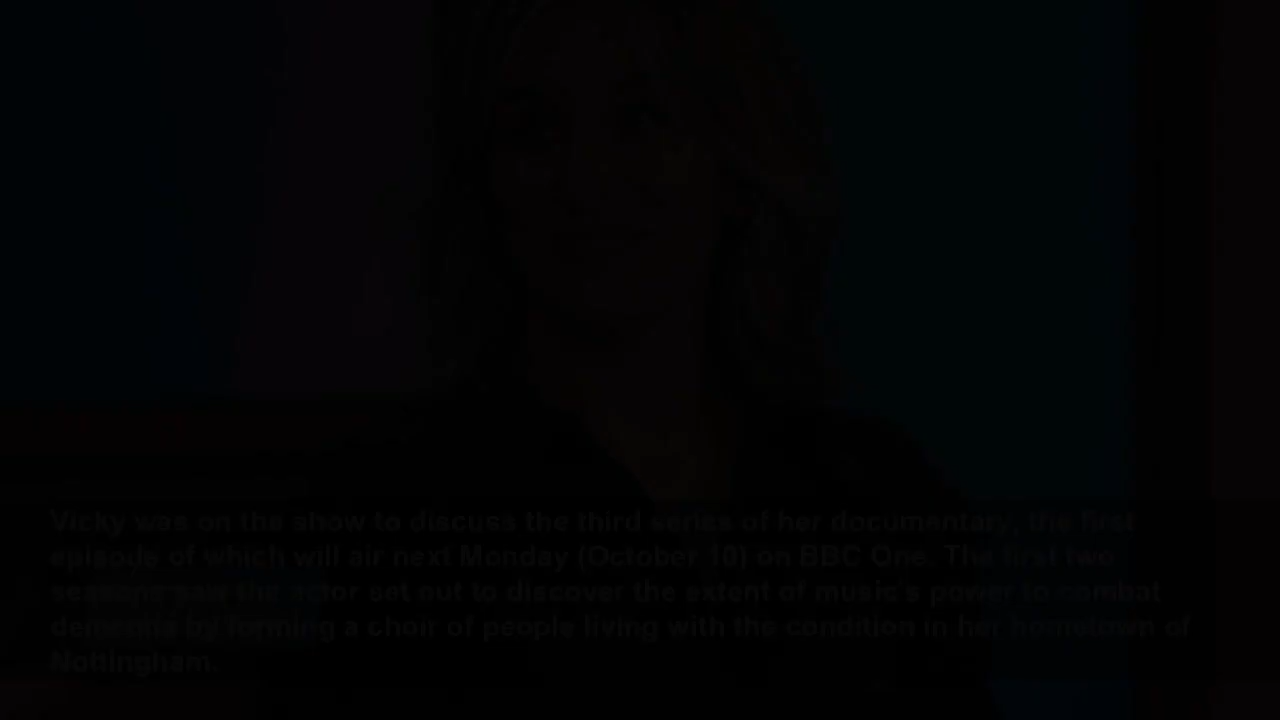 Vicky was on the show to discuss the third series of her documentary, the first
episode of which will air next Monday (October 10) on BBC One. The first two
seasons saw the actor set out to discover the extent of music's power to combat
dementia by forming a choir of people living with the condition in her hometown of
Nottingham.